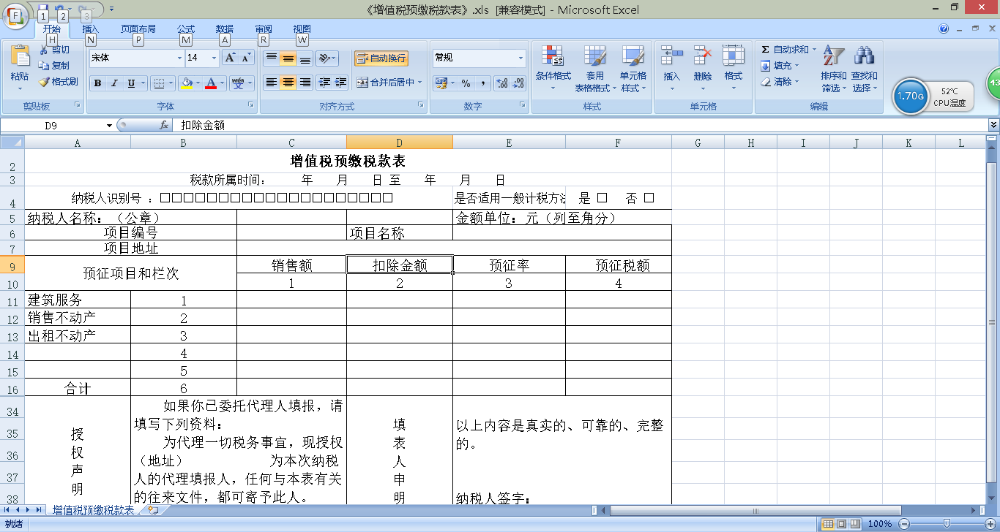 《增值税预缴税款表》.xls [兼容模式] - Microsoft Excel
F 1 2 3
开始 插入 页面布局 公式 数据 审阅 视图
H N P M A R W
粘贴 剪切 复制 格式刷 剪贴板
宋体 14 A A B I U A wén 字体
自动换行 合并后居中 对齐方式
常规 % , .0 .00 .00 .0 数字
条件格式 套用 表格格式 单元格 样式 样式
插入 删除 格式 单元格
Σ 自动求和 填充 清除 排序和 筛选 查找和 选择 编辑
1.70G 52℃ CPU温度 43
D9 fx 扣除金额
A B C D E F G H I J K L
2 增值税预缴税款表
3 税款所属时间: 年 月 日 至 年 月 日
4 纳税人识别号 :□□□□□□□□□□□□□□□□□□□□ 是否适用一般计税方法 是 □ 否 □
5 纳税人名称:(公章) 金额单位:元(列至角分)
6 项目编号 项目名称
7 项目地址
9 预征项目和栏次 销售额 扣除金额 预征率 预征税额
10 1 2 3 4
11 建筑服务 1
12 销售不动产 2
13 出租不动产 3
14 4
15 5
16 合计 6
34 如果你已委托代理人填报,请
填写下列资料:
35 授 填 以上内容是真实的、可靠的、完整
的。
36 权 为代理一切税务事宜,现授权 表
(地址) 为本次纳税 人
37 声 人的代理填报人,任何与本表有关 申
38 明 的往来文件,都可寄予此人。 明 纳税人签字:
增值税预缴税款表
就绪 100%